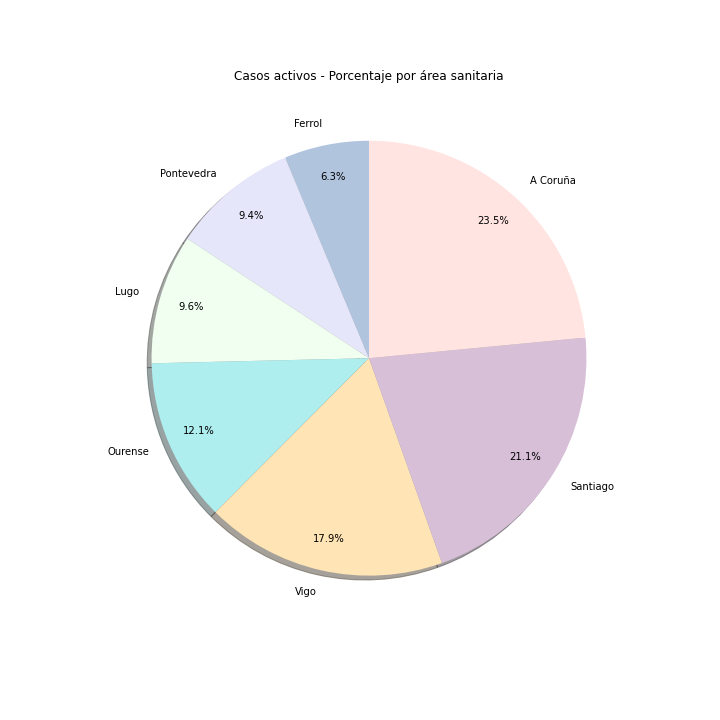 Casos activos - Porcentaje por área sanitaria
Ferrol
6.3%
Pontevedra
9.4%
A Coruña
23.5%
Lugo
9.6%
Ourense
12.1%
Santiago
21.1%
Vigo
17.9%